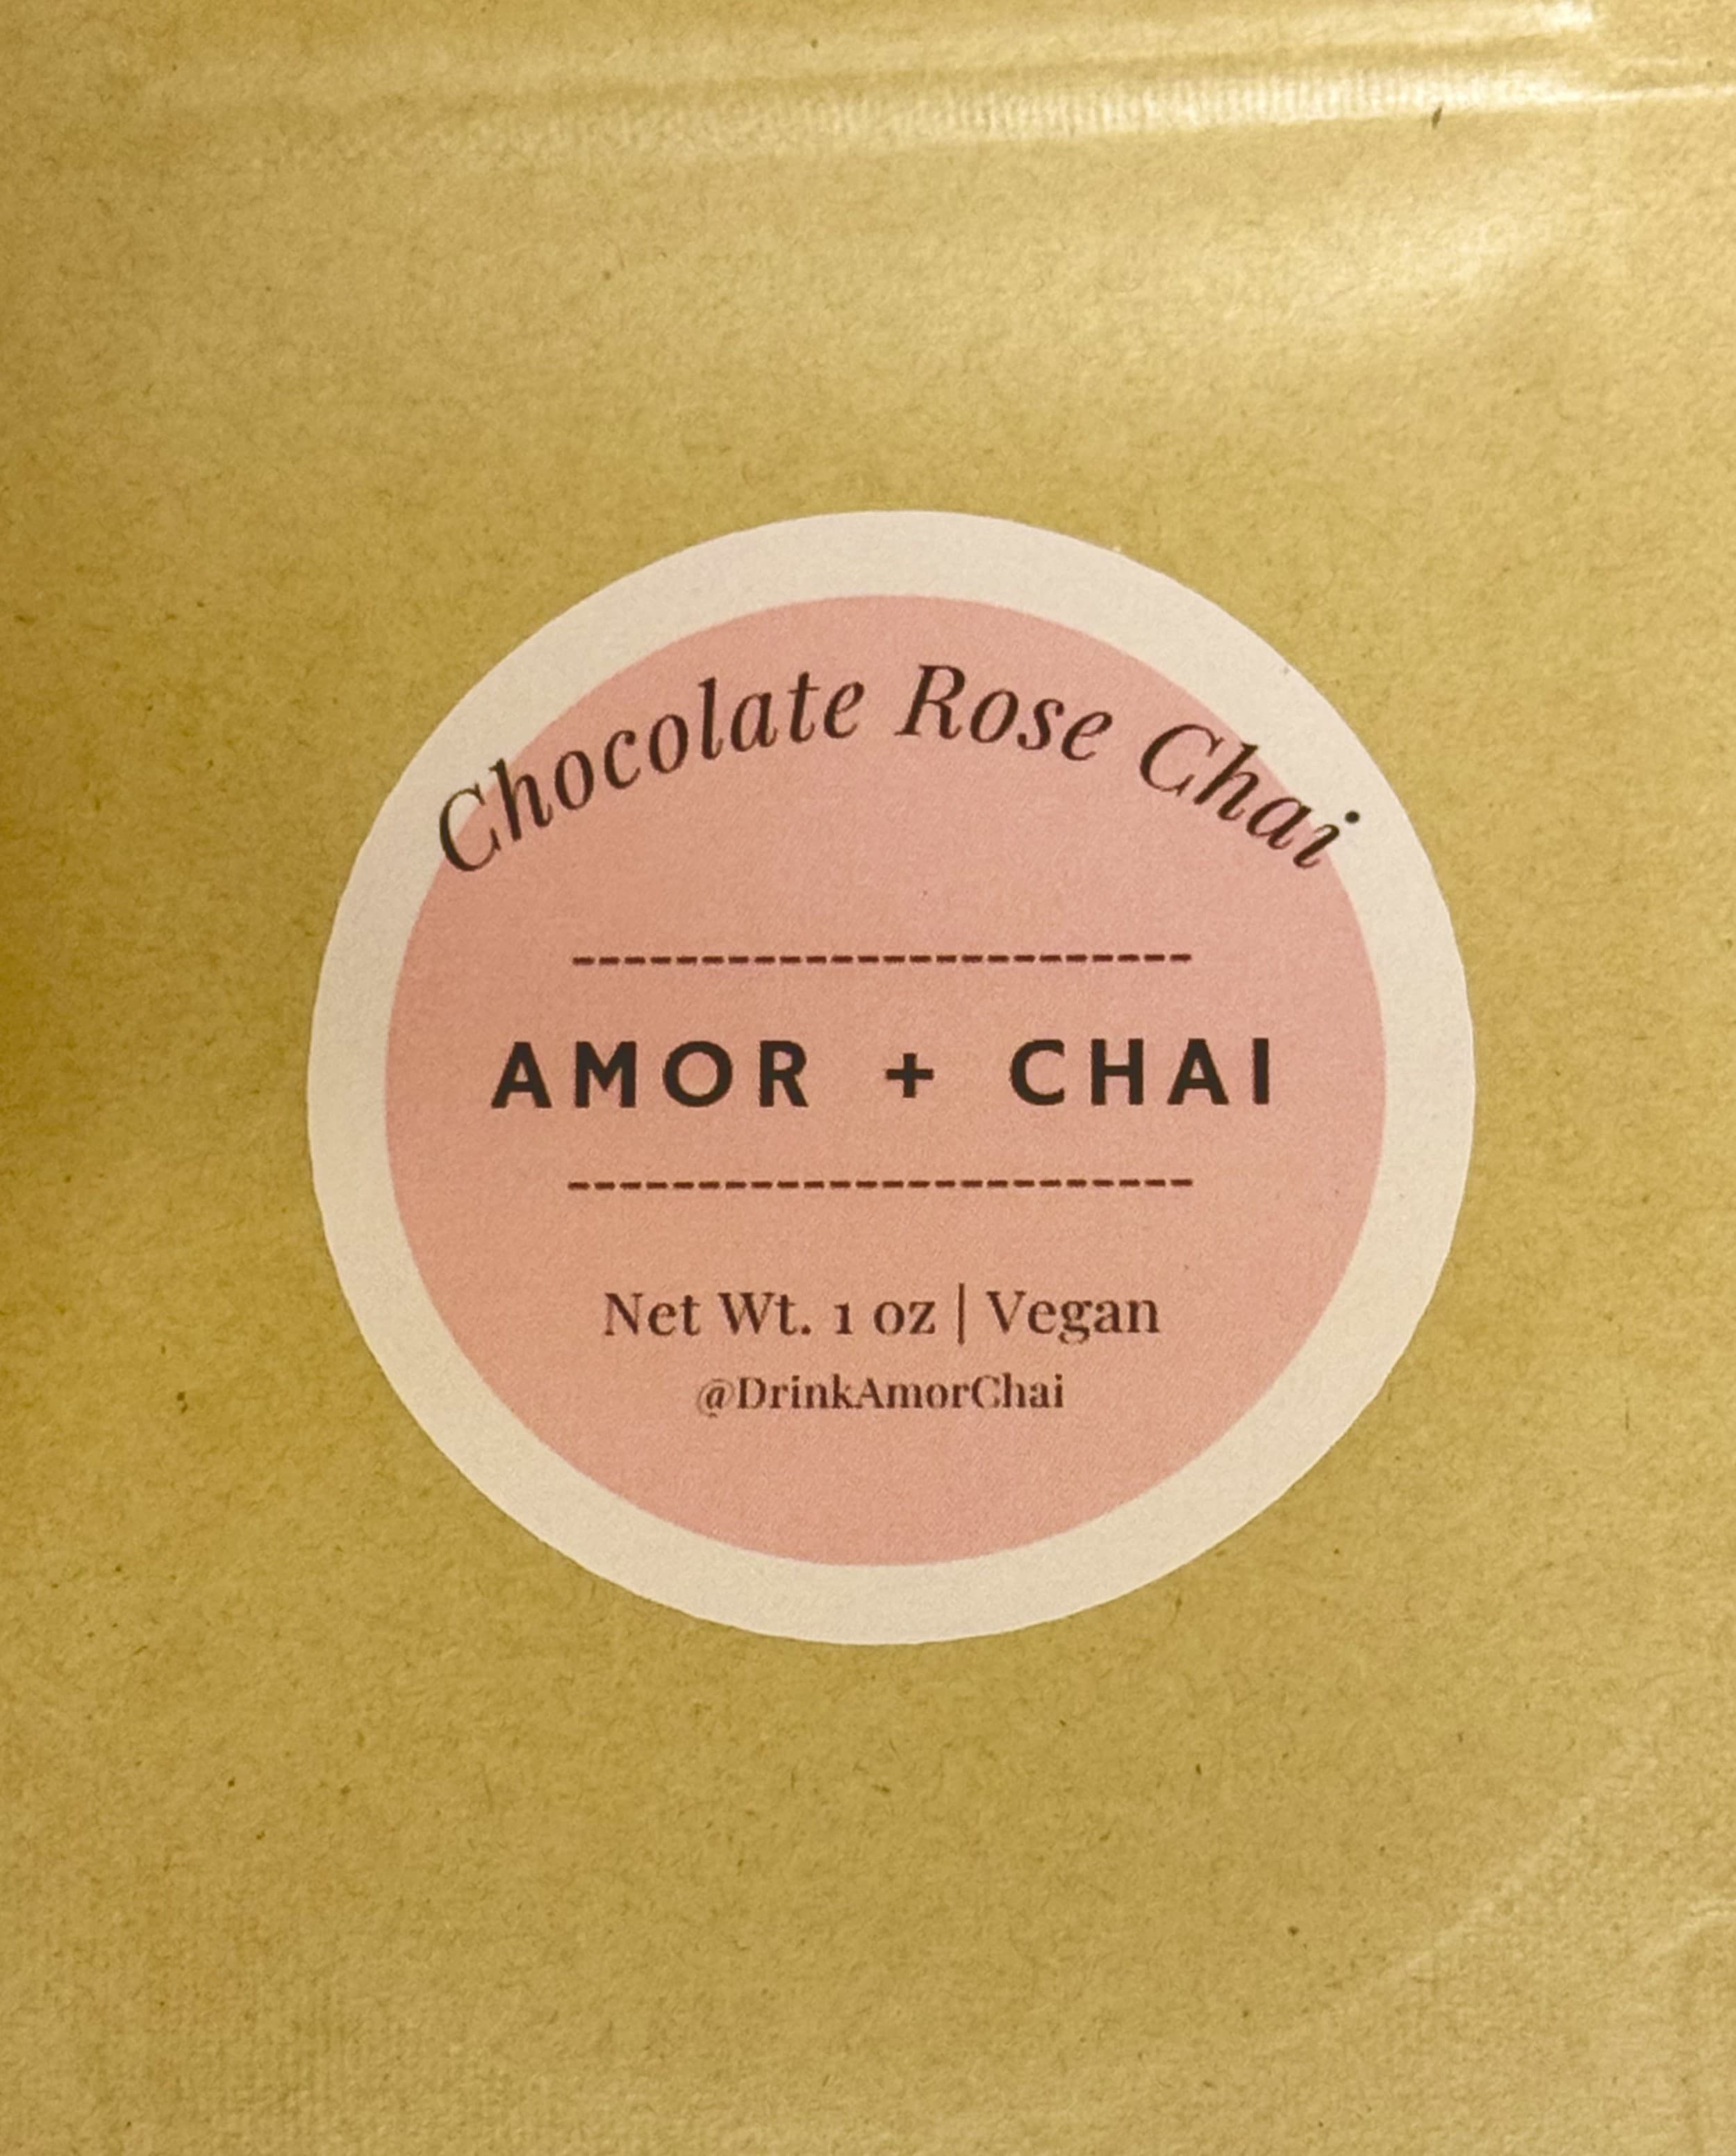 Chocolate Rose Chai
-------------------------
AMOR + CHAI
-------------------------
Net Wt. 1 oz | Vegan
@DrinkAmorChai